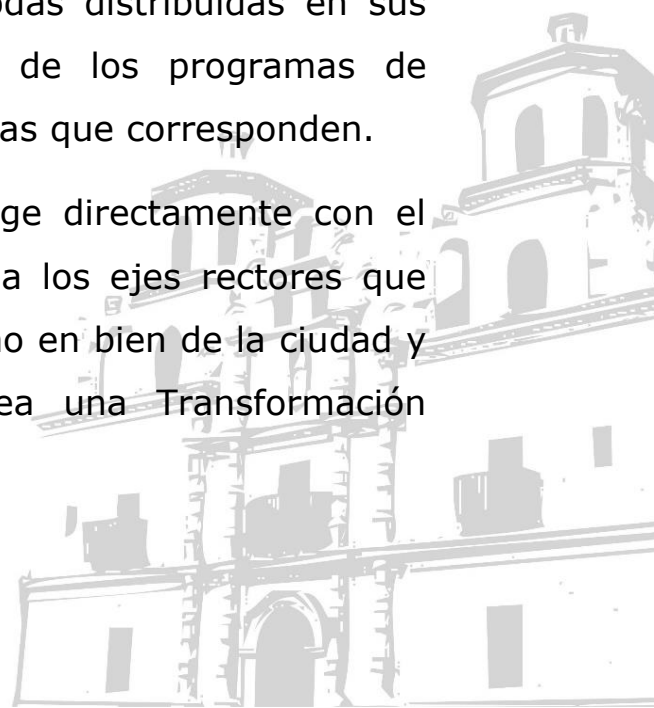 das distribuidas en sus
de los programas de
as que corresponden.
ge directamente con el
a los ejes rectores que
o en bien de la ciudad y
ea una Transformación